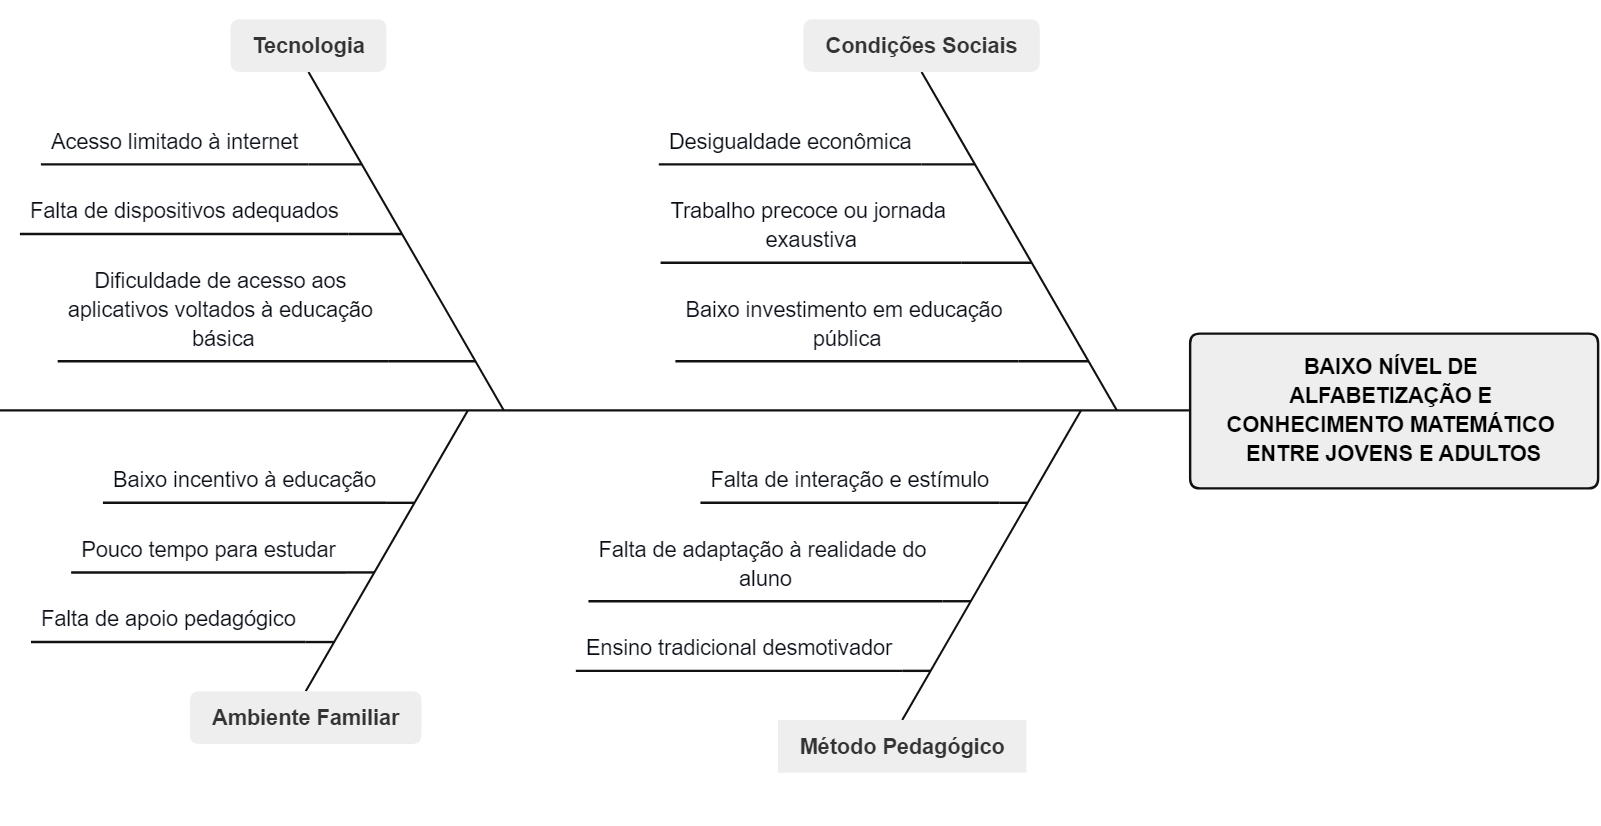 Tecnologia
Condições Sociais
Acesso limitado à internet
Falta de dispositivos adequados
Dificuldade de acesso aos
aplicativos voltados à educação
básica
Desigualdade econômica
Trabalho precoce ou jornada
exaustiva
Baixo investimento em educação
pública
BAIXO NÍVEL DE
ALFABETIZAÇÃO E
CONHECIMENTO MATEMÁTICO
ENTRE JOVENS E ADULTOS
Baixo incentivo à educação
Pouco tempo para estudar
Falta de apoio pedagógico
Ambiente Familiar
Falta de interação e estímulo
Falta de adaptação à realidade do
aluno
Ensino tradicional desmotivador
Método Pedagógico